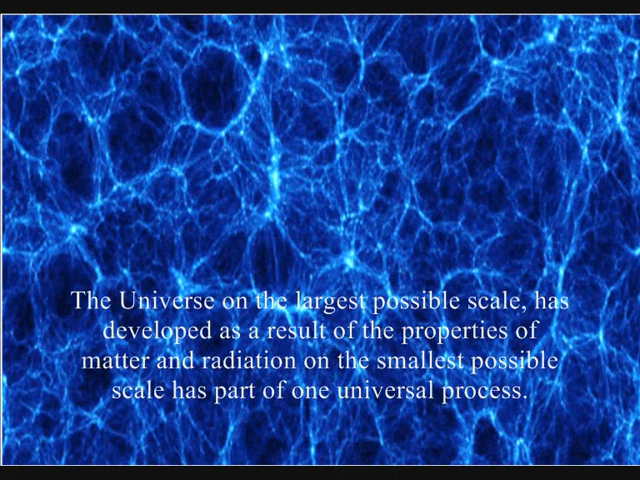 The Universe on the largest possible scale, has
developed as a result of the properties of
matter and radiation on the smallest possible
scale has part of one universal process.